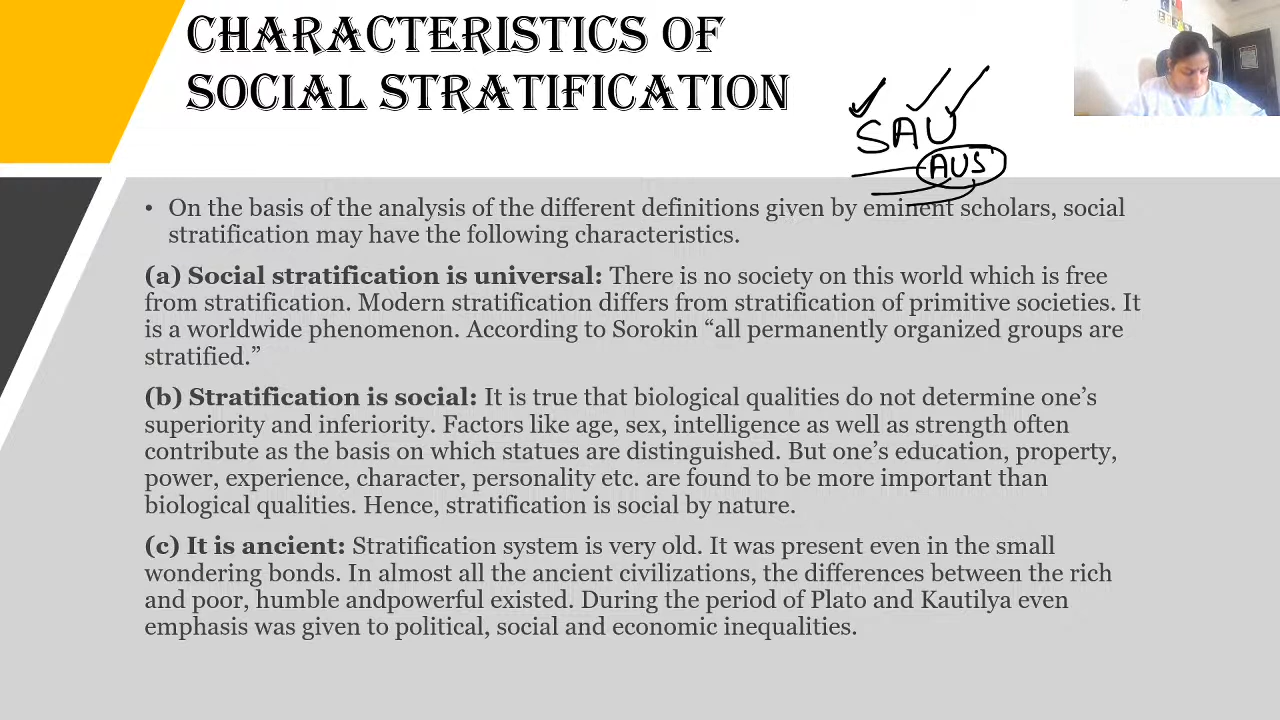 CHARACTERISTICS OF
SOCIAL STRATIFICATION
SAU
AUS
• On the basis of the analysis of the different definitions given by eminent scholars, social
stratification may have the following characteristics.
(a) Social stratification is universal: There is no society on this world which is free
from stratification. Modern stratification differs from stratification of primitive societies. It
is a worldwide phenomenon. According to Sorokin “all permanently organized groups are
stratified.”
(b) Stratification is social: It is true that biological qualities do not determine one’s
superiority and inferiority. Factors like age, sex, intelligence as well as strength often
contribute as the basis on which statues are distinguished. But one’s education, property,
power, experience, character, personality etc. are found to be more important than
biological qualities. Hence, stratification is social by nature.
(c) It is ancient: Stratification system is very old. It was present even in the small
wondering bonds. In almost all the ancient civilizations, the differences between the rich
and poor, humble andpowerful existed. During the period of Plato and Kautilya even
emphasis was given to political, social and economic inequalities.